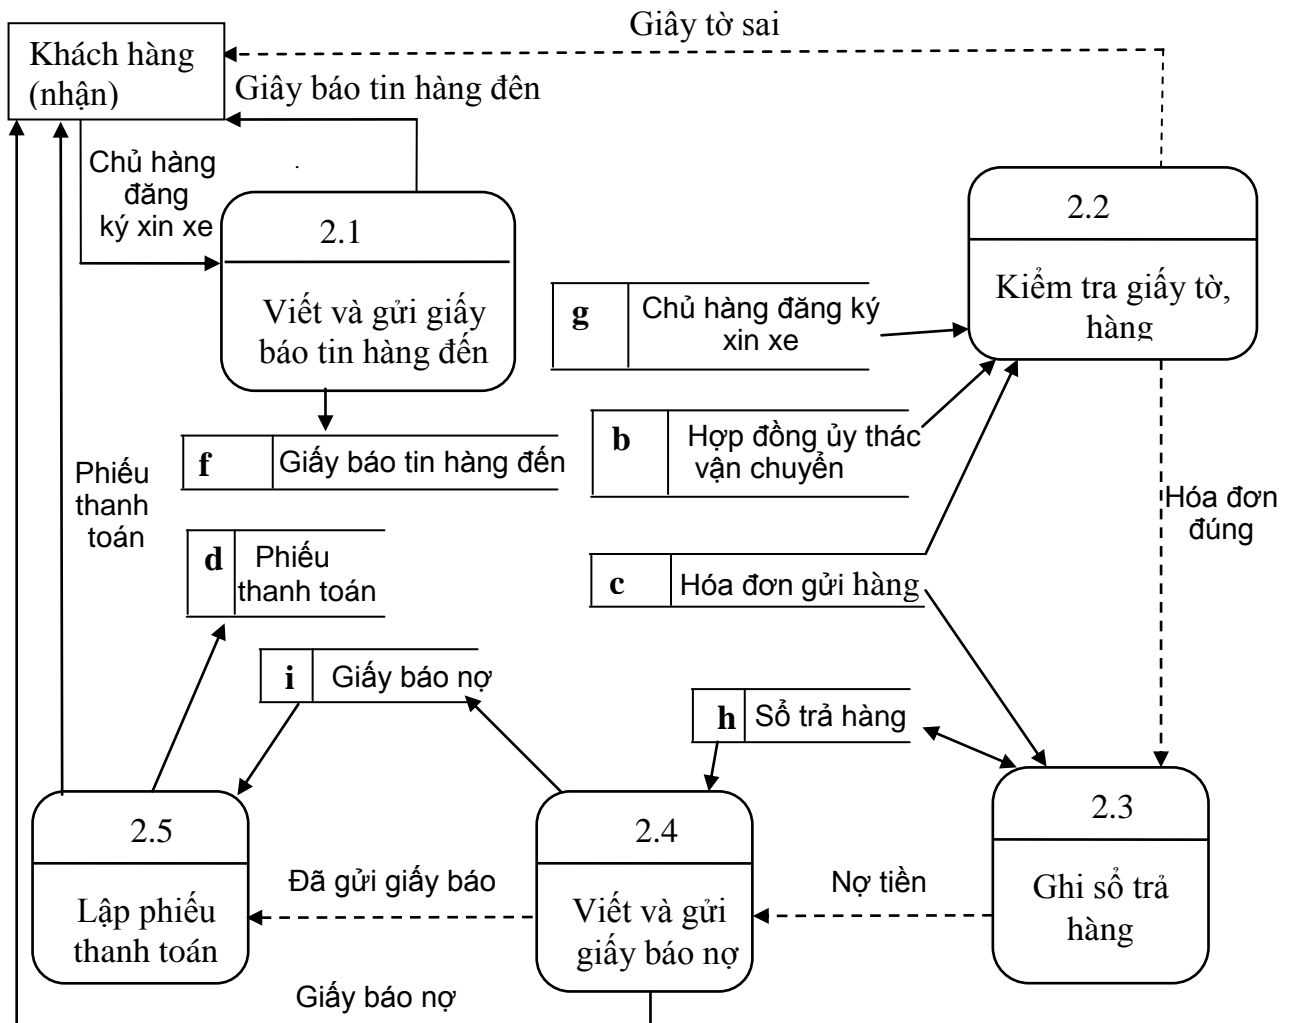 Giây tờ sai
Khách hàng
(nhận)
Giây báo tin hàng đên
Chủ hàng
đăng
ký xin xe
2.1
Viết và gửi giấy
báo tin hàng đến
2.2
Kiểm tra giấy tờ,
hàng
g
Chủ hàng đăng ký
xin xe
b
Hợp đồng ủy thác
vận chuyển
f
Giấy báo tin hàng đến
Phiếu
thanh
toán
Hóa đơn
đúng
d
Phiếu
thanh toán
c
Hóa đơn gửi hàng
i
Giấy báo nợ
h
Sổ trả hàng
2.5
Lập phiếu
thanh toán
Đã gửi giấy báo
2.4
Viết và gửi
giấy báo nợ
Nợ tiền
2.3
Ghi sổ trả
hàng
Giấy báo nợ